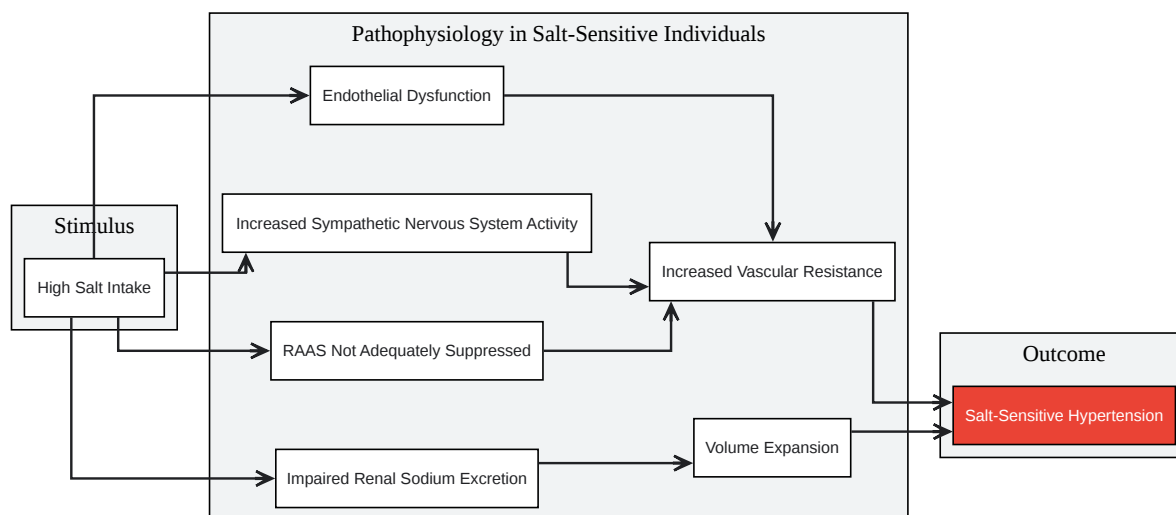 Pathophysiology in Salt-Sensitive Individuals
Endothelial Dysfunction
Stimulus
Increased Sympathetic Nervous System Activity
High Salt Intake
Increased Vascular Resistance
RAAS Not Adequately Suppressed
Outcome
Salt-Sensitive Hypertension
Volume Expansion
Impaired Renal Sodium Excretion